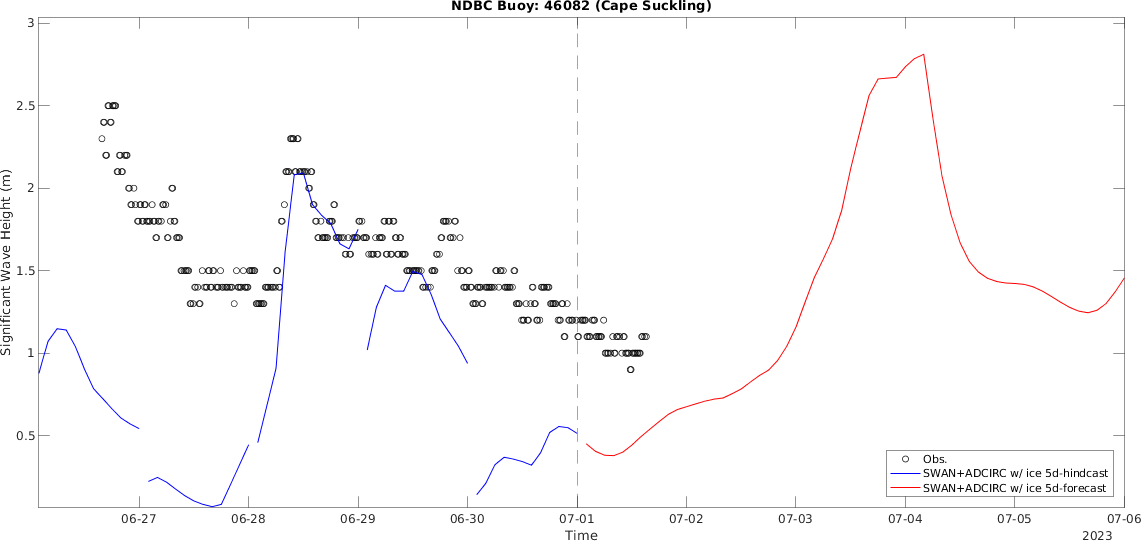 NDBC Buoy: 46082 (Cape Suckling)
3
2.5
2
1.5
1
0.5
Significant Wave Height (m)
Obs.
SWAN+ADCIRC w/ ice 5d-hindcast
SWAN+ADCIRC w/ ice 5d-forecast
06-27 06-28 06-29 06-30 07-01 07-02 07-03 07-04 07-05 07-06
Time
2023